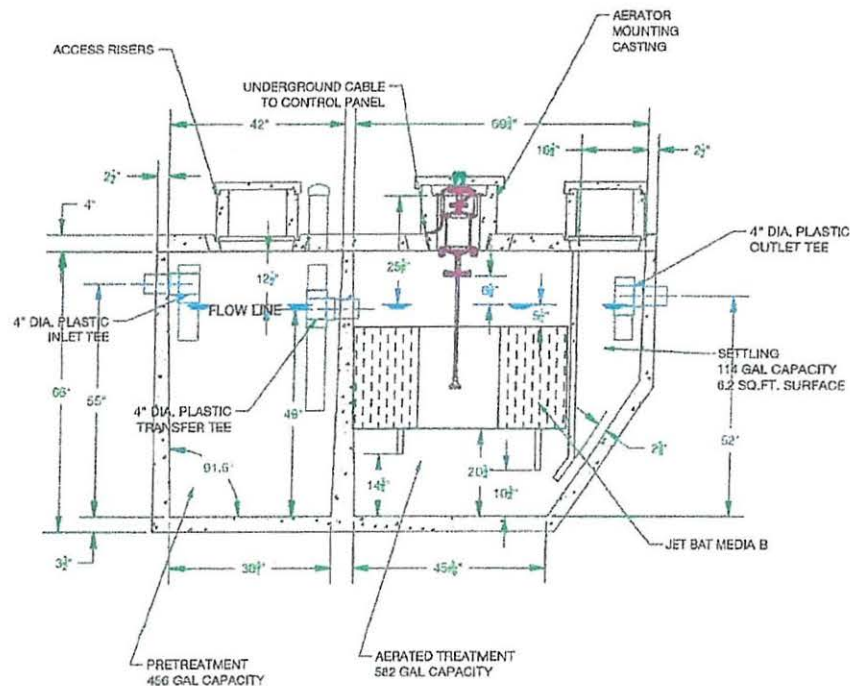 AERATOR
MOUNTING
CASTING
ACCESS RISERS
UNDERGROUND CABLE
TO CONTROL PANEL
42"
2½"
2½"
4"
4" DIA. PLASTIC
OUTLET TEE
4" DIA. PLASTIC
INLET TEE
FLOW LINE
SETTLING
114 GAL CAPACITY
6.2 SQ.FT. SURFACE
55"
4" DIA. PLASTIC
TRANSFER TEE
49"
52"
91.5°
JET BAT MEDIA B
3½"
PRETREATMENT
456 GAL CAPACITY
AERATED TREATMENT
582 GAL CAPACITY